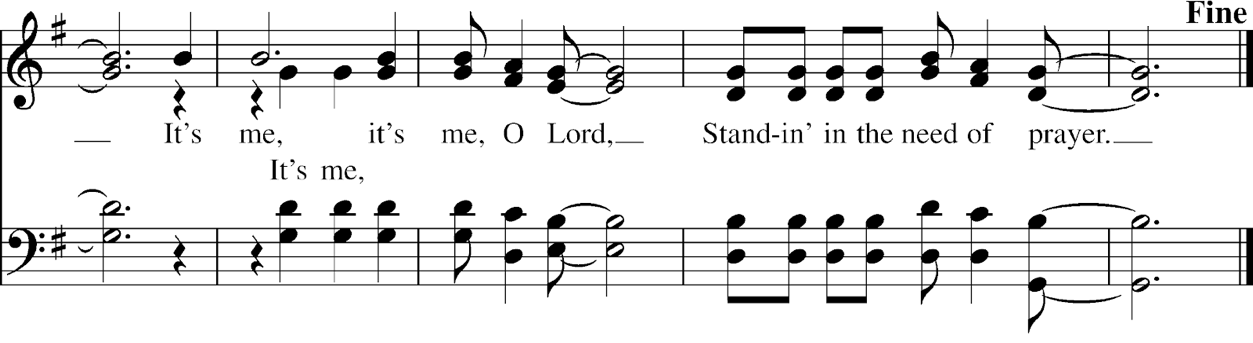 Fine
It's me, it's me, O Lord, Stand-in' in the need of prayer.
It's me,